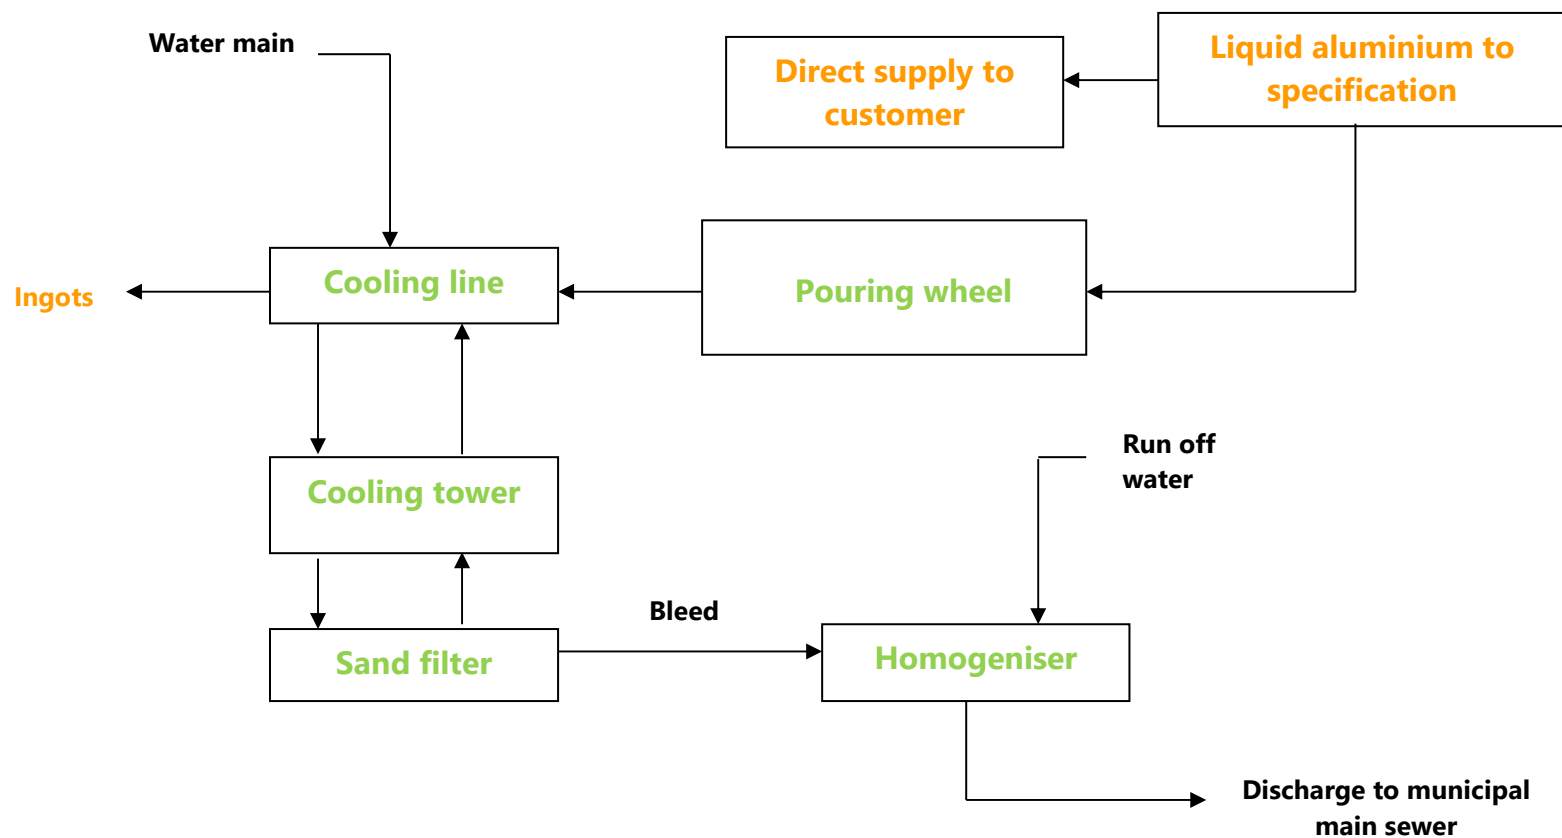 Water main
Direct supply to
customer
Liquid aluminium to
specification
Ingots
Cooling line
Pouring wheel
Cooling tower
Run off
water
Bleed
Sand filter
Homogeniser
Discharge to municipal
main sewer